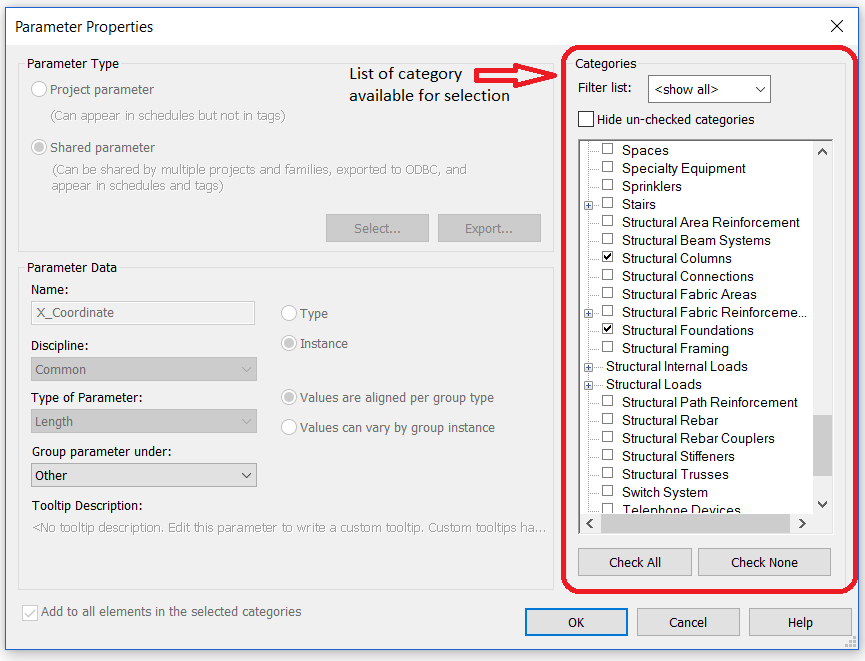 Parameter Properties
Parameter Type
Project parameter
(Can appear in schedules but not in tags)
Shared parameter
(Can be shared by multiple projects and families, exported to ODBC, and
appear in schedules and tags)
Select...
Export...
List of category
available for selection
Parameter Data
Name:
X_Coordinate
Discipline:
Common
Type of Parameter:
Length
Group parameter under:
Other
Tooltip Description:
<No tooltip description. Edit this parameter to write a custom tooltip. Custom tooltips ha...
Type
Instance
Values are aligned per group type
Values can vary by group instance
Add to all elements in the selected categories
Categories
Filter list:
<show all>
Hide un-checked categories
Spaces
Specialty Equipment
Sprinklers
Stairs
Structural Area Reinforcement
Structural Beam Systems
Structural Columns
Structural Connections
Structural Fabric Areas
Structural Fabric Reinforceme...
Structural Foundations
Structural Framing
Structural Internal Loads
Structural Loads
Structural Path Reinforcement
Structural Rebar
Structural Rebar Couplers
Structural Stiffeners
Structural Trusses
Switch System
Telephone Devices
Check All
Check None
OK
Cancel
Help